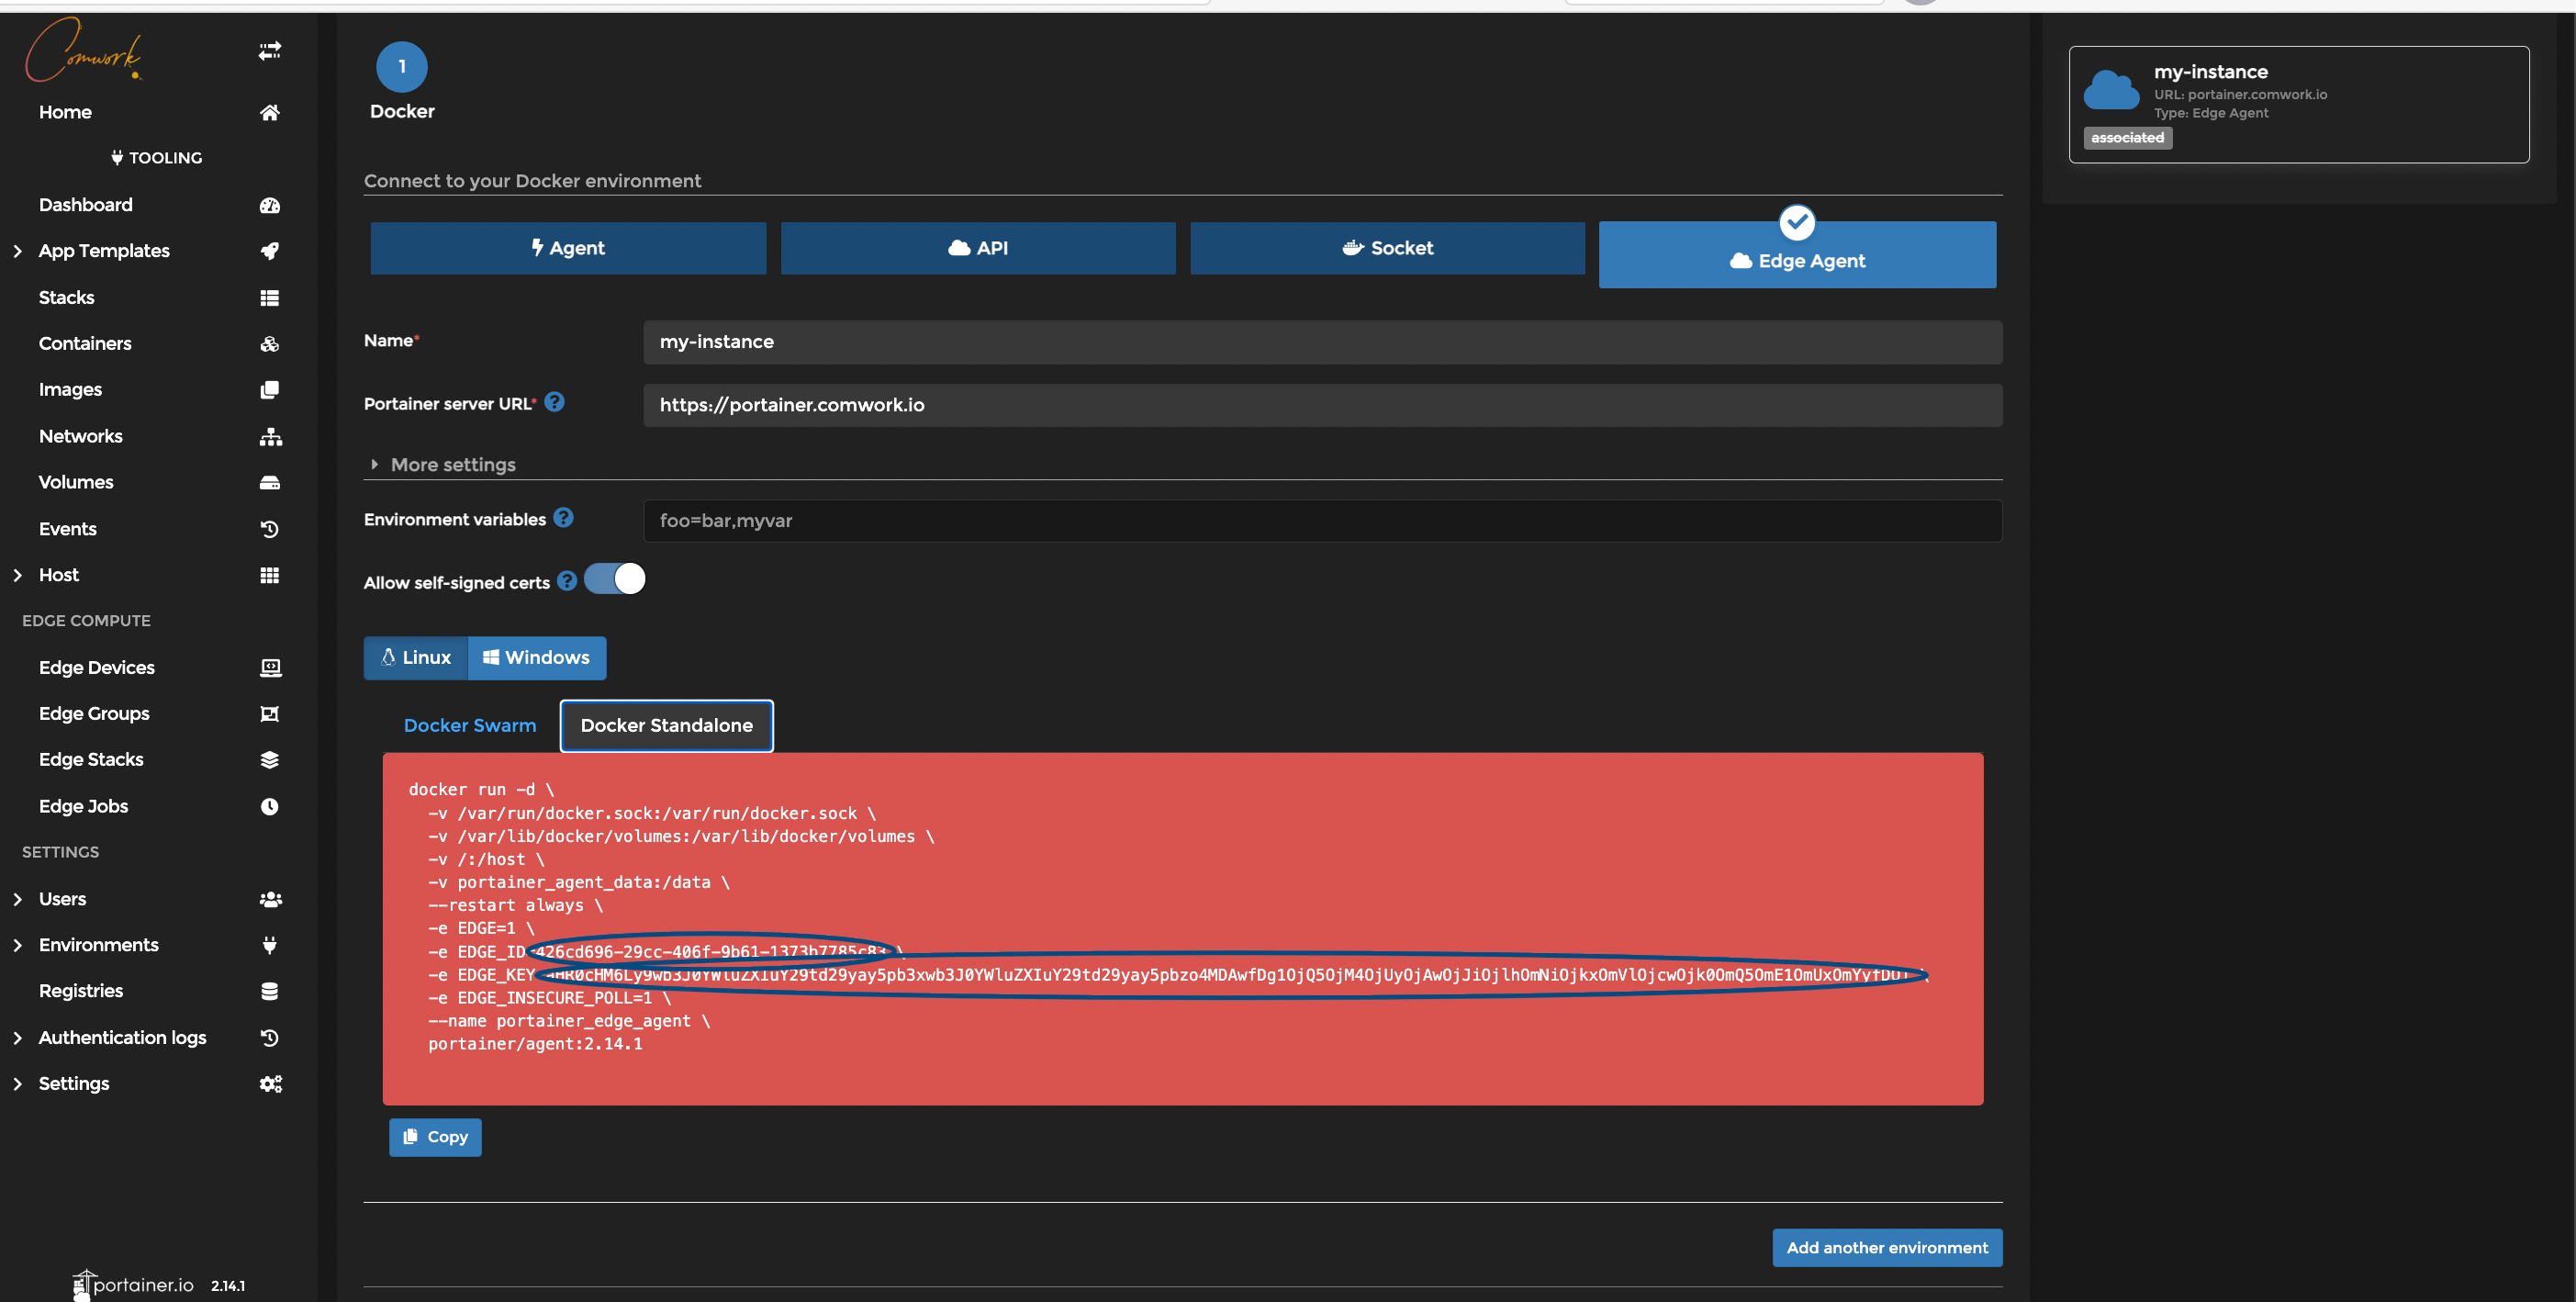 Comwork
Home
TOOLING
Dashboard
App Templates
Stacks
Containers
Images
Networks
Volumes
Events
Host
EDGE COMPUTE
Edge Devices
Edge Groups
Edge Stacks
Edge Jobs
SETTINGS
Users
Environments
Registries
Authentication logs
Settings
portainer.io 2.14.1
1
Docker
Connect to your Docker environment
Agent
API
Socket
Edge Agent
Name*
my-instance
Portainer server URL*
https://portainer.comwork.io
More settings
Environment variables
foo=bar,myvar
Allow self-signed certs
Linux
Windows
Docker Swarm
Docker Standalone
docker run -d \
-v /var/run/docker.sock:/var/run/docker.sock \
-v /var/lib/docker/volumes:/var/lib/docker/volumes \
-v /:/host \
-v portainer_agent_data:/data \
--restart always \
-e EDGE=1 \
-e EDGE_ID=426cd696-29cc-406f-9b61-1373b7785c83 \
-e EDGE_KEY
-e EDGE_INSECURE_POLL=1 \
--name portainer_edge_agent \
portainer/agent:2.14.1
Copy
Add another environment
my-instance
URL: portainer.comwork.io
Type: Edge Agent
associated